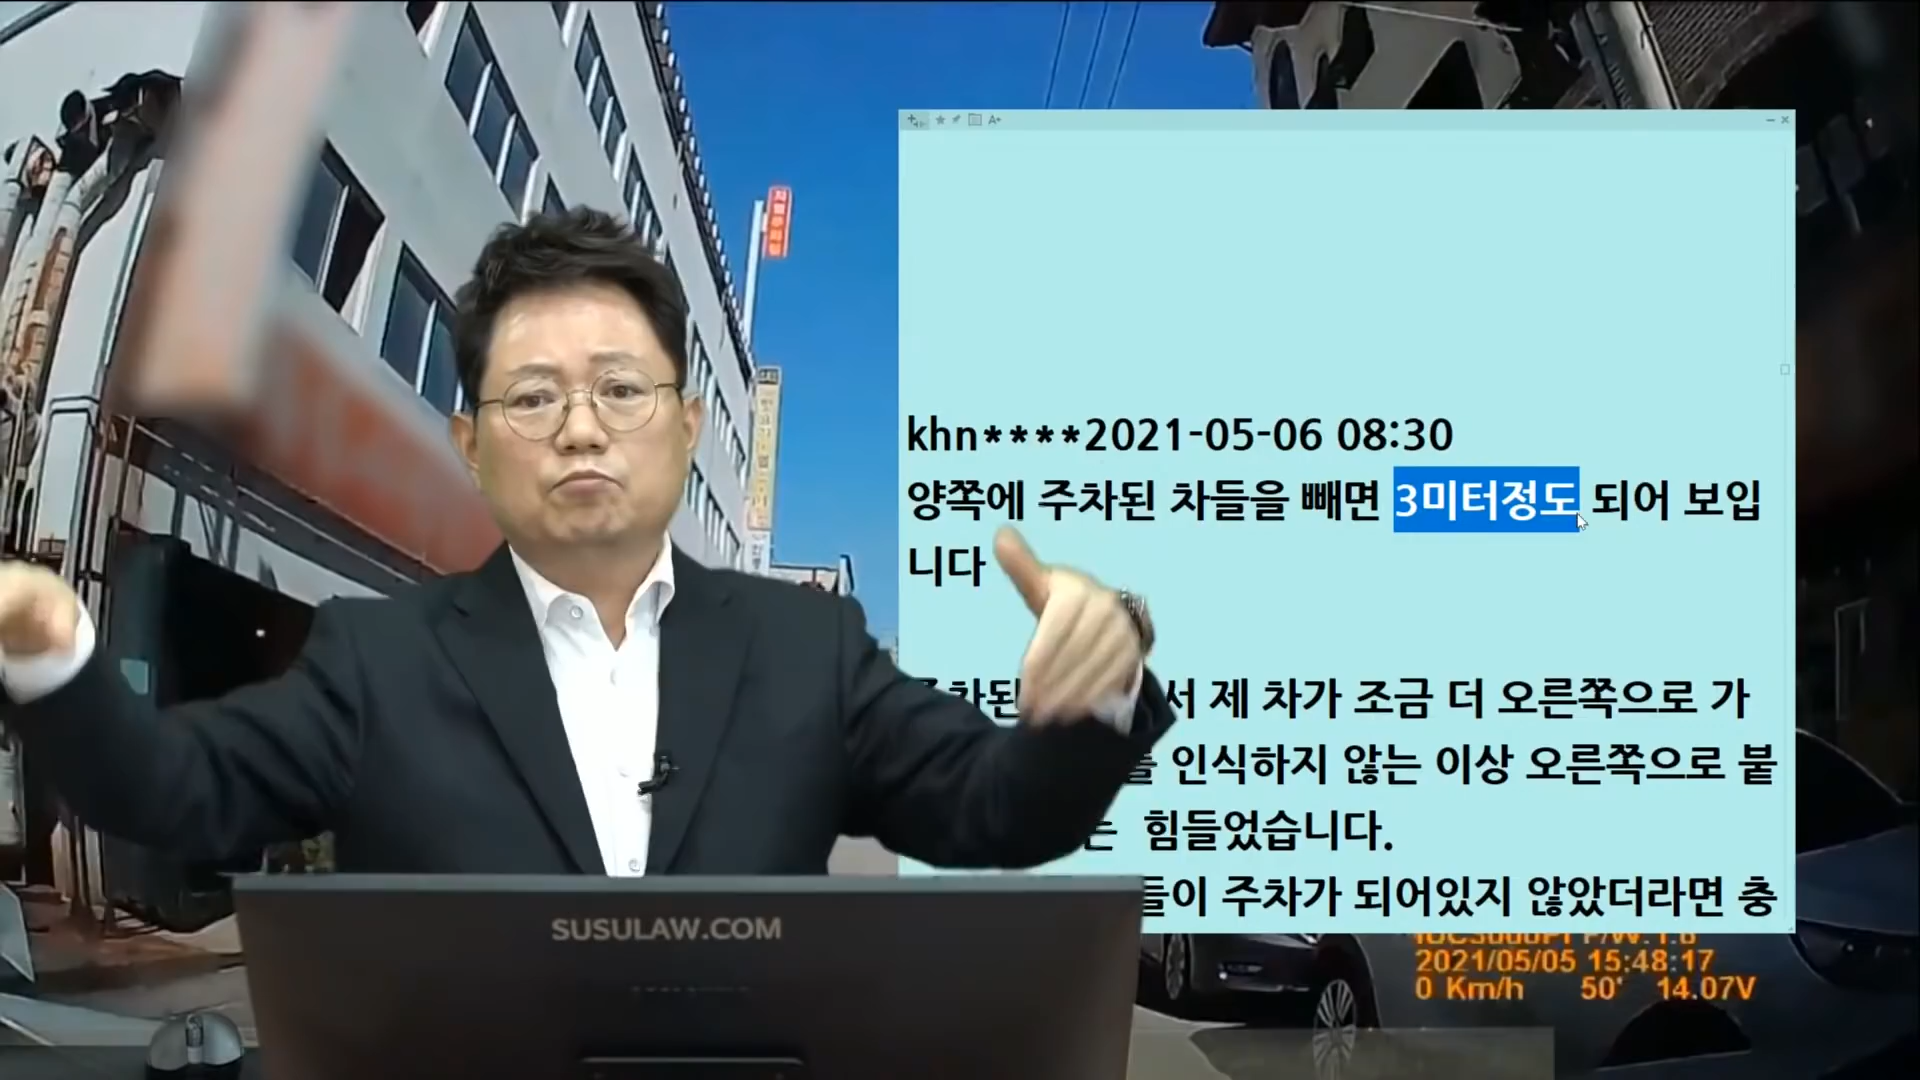 khn****2021-05-06 08:30
양쪽에 주차된 차들을 빼면 3미터정도 되어 보입
니다
서 제 차가 조금 더 오른쪽으로 가
인식하지 않는 이상 오른쪽으로 붙
힘들었습니다.
들이 주차가 되어있지 않았더라면 충
SUSULAW.COM
2021/05/05 15:48:17
0 Km/h 50' 14.07V